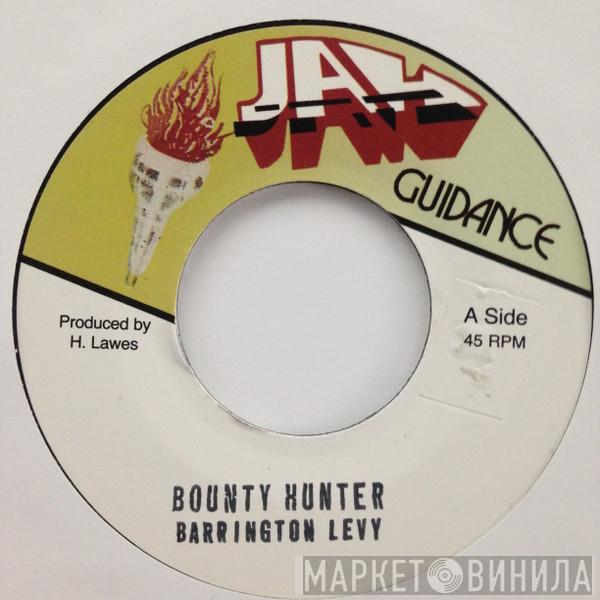 JAH
GUIDANCE
Produced by
H. Lawes
A Side
45 RPM
BOUNTY HUNTER
BARRINGTON LEVY
МАРКЕТ ВИНИЛА